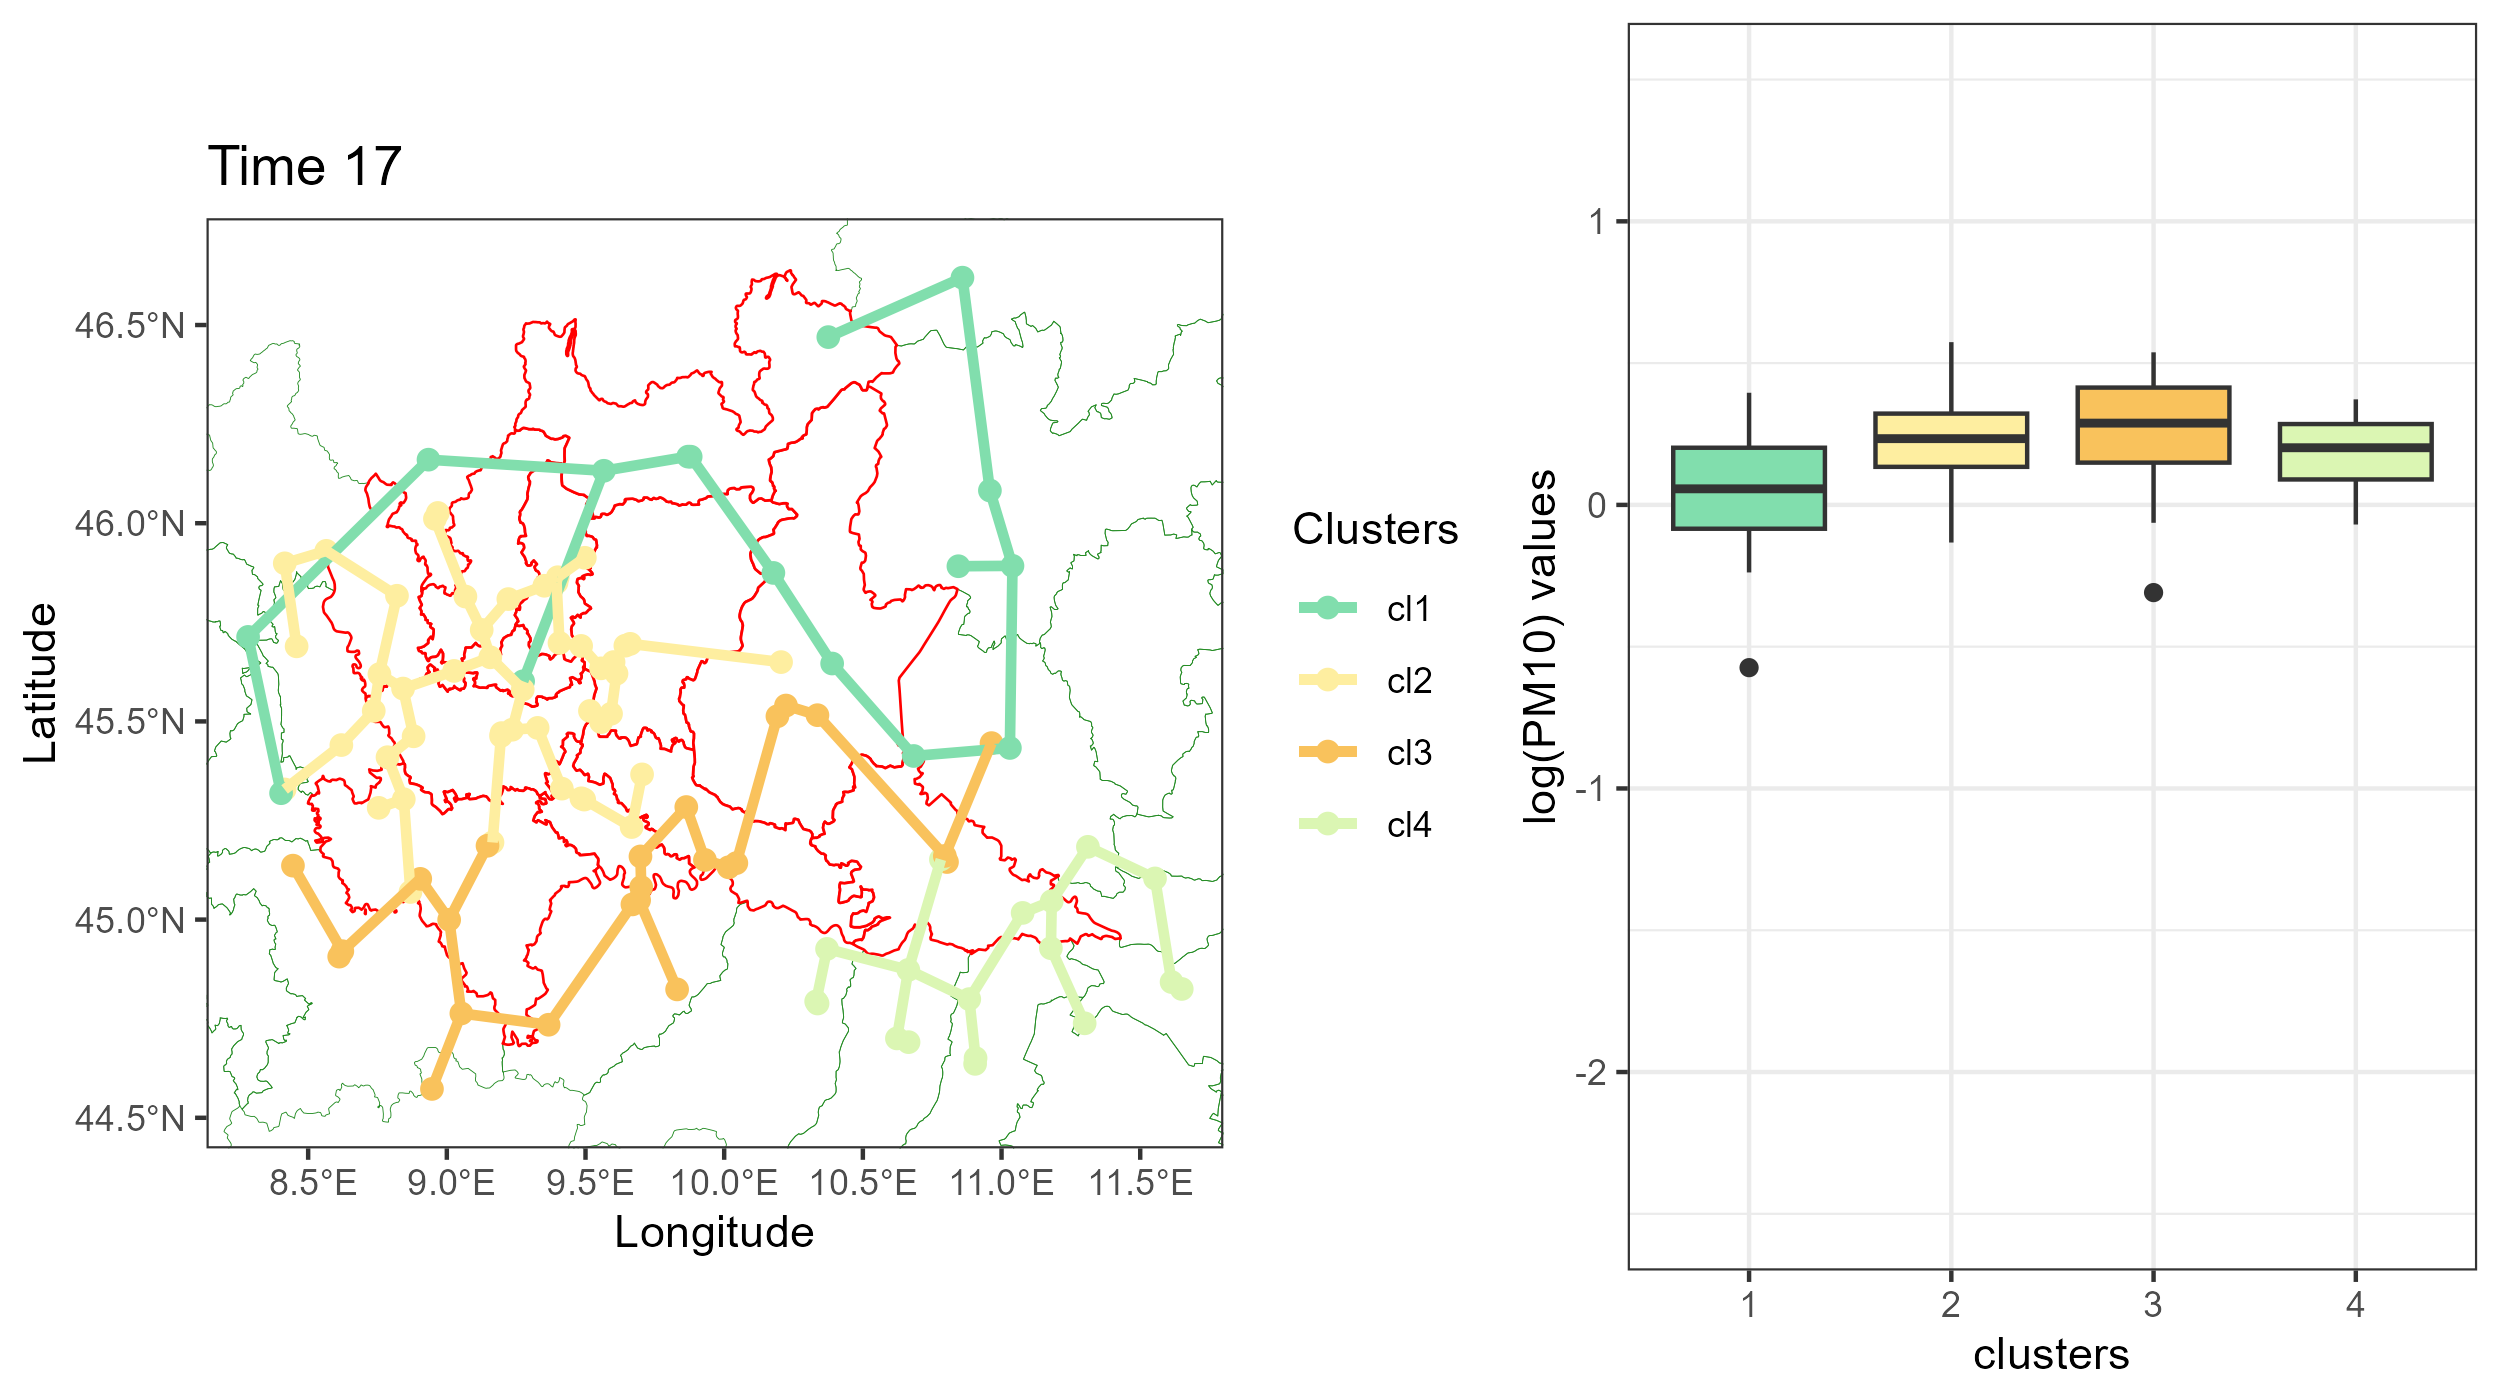 Time 17
46.5°N
46.0°N
45.5°N
45.0°N
44.5°N
Latitude
8.5°E 9.0°E 9.5°E 10.0°E 10.5°E 11.0°E 11.5°E
Longitude
Clusters
cl1
cl2
cl3
cl4
log(PM10) values
1
0
-1
-2
1 2 3 4
clusters